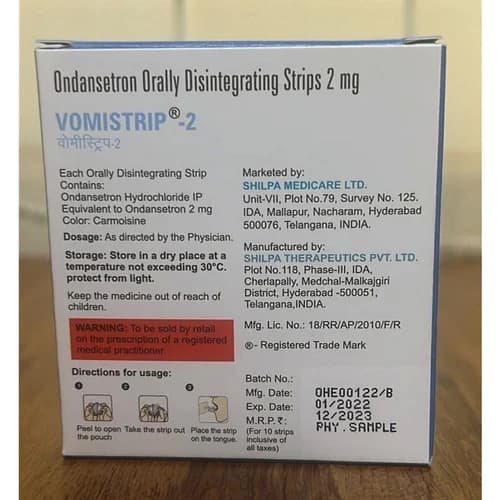 Ondansetron Orally Disintegrating Strips 2 mg
VOMISTRIP®-2
वोमीस्ट्रिप-2
Each Orally Disintegrating Strip
Contains:
Ondansetron Hydrochloride IP
Equivalent to Ondansetron 2 mg
Color: Carmoisine
Dosage: As directed by the Physician.
Storage: Store in a dry place at a
temperature not exceeding 30°C.
protect from light.
Keep the medicine out of reach of
children.
WARNING: To be sold by retail
on the prescription of a registered
medical practitioner.
Directions for usage:
1 2 3
Peel to open
the pouch
Take the strip out
Place the strip
on the tongue.
Marketed by:
SHILPA MEDICARE LTD.
Unit-VII, Plot No.79, Survey No. 125.
IDA, Mallapur, Nacharam, Hyderabad
500076, Telangana, INDIA.
Manufactured by:
SHILPA THERAPEUTICS PVT. LTD.
Plot No.118, Phase-III, IDA,
Cherlapally, Medchal-Malkajgiri
District, Hyderabad -500051,
Telangana,INDIA.
Mfg. Lic. No.: 18/RR/AP/2010/F/R
®- Registered Trade Mark
Batch No.: OHE00122/B
Mfg. Date: 01/2022
Exp. Date: 12/2023
M.R.P. ₹: PHY.SAMPLE
(For 10 strips
inclusive of
all taxes)